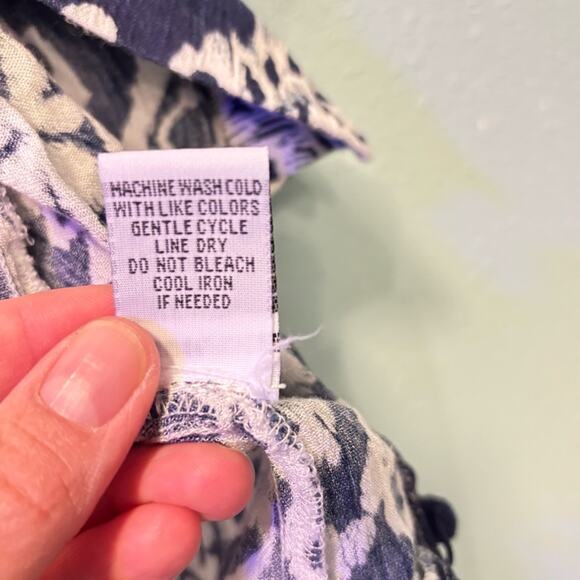 MACHINE WASH COLD
WITH LIKE COLORS
GENTLE CYCLE
LINE DRY
DO NOT BLEACH
COOL IRON
IF NEEDED